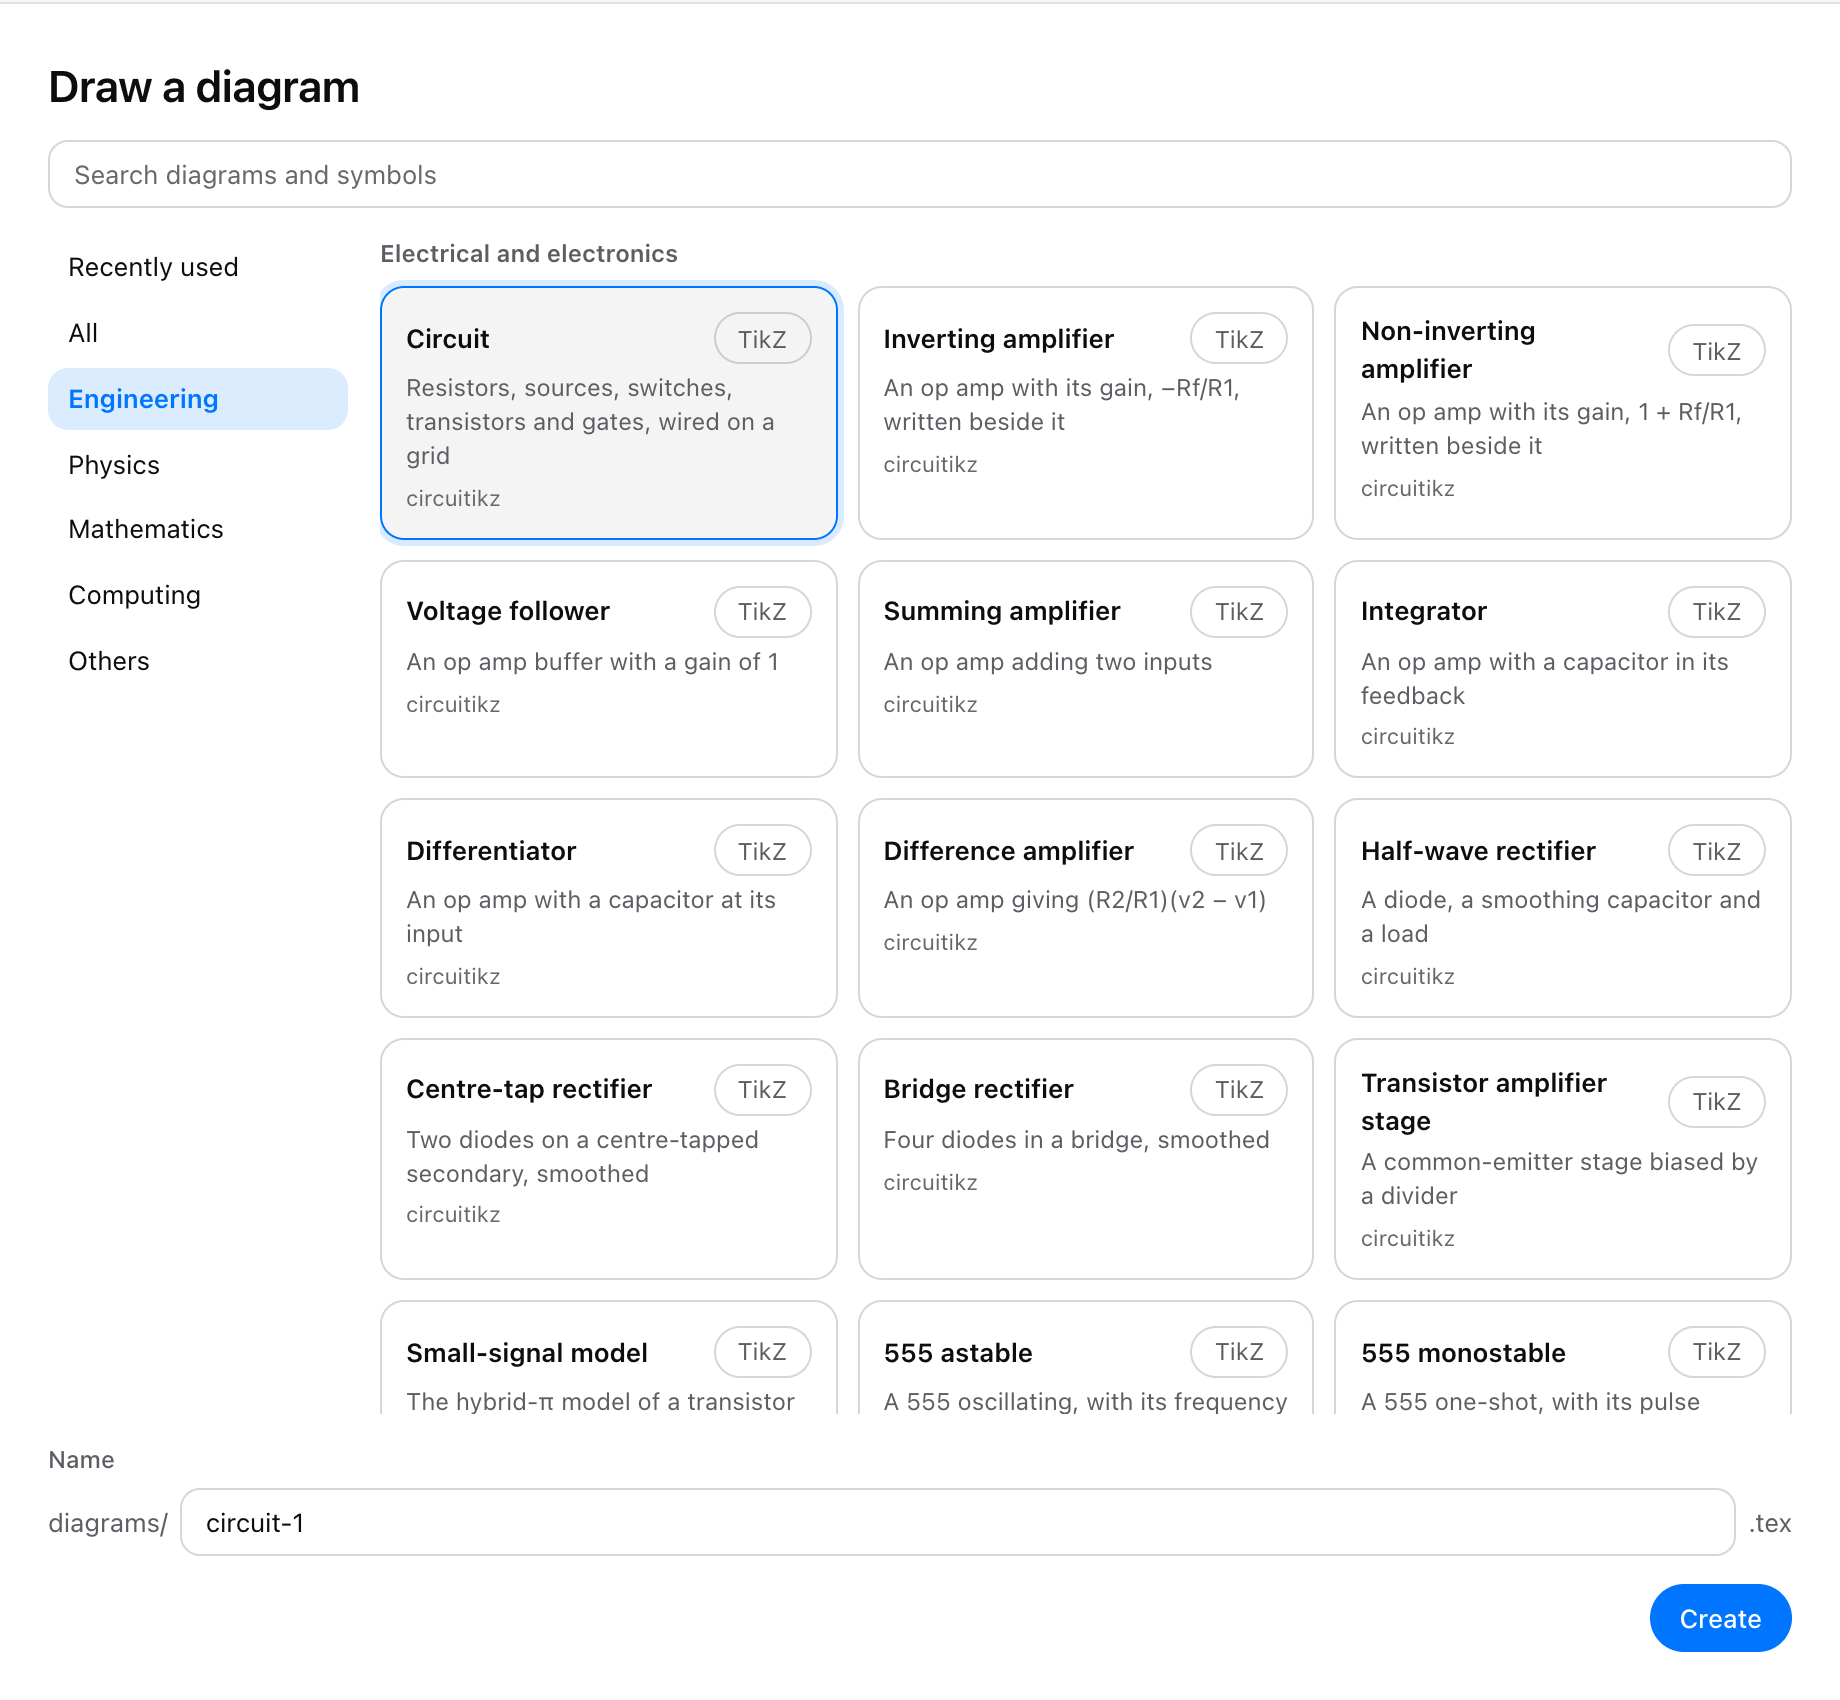 Draw a diagram
Search diagrams and symbols
Recently used
All
Engineering
Physics
Mathematics
Computing
Others
Electrical and electronics
Circuit
TikZ
Resistors, sources, switches,
transistors and gates, wired on a
grid
circuitikz
Inverting amplifier
TikZ
An op amp with its gain, −Rf/R1,
written beside it
circuitikz
Non-inverting
amplifier
TikZ
An op amp with its gain, 1 + Rf/R1,
written beside it
circuitikz
Voltage follower
TikZ
An op amp buffer with a gain of 1
circuitikz
Summing amplifier
TikZ
An op amp adding two inputs
circuitikz
Integrator
TikZ
An op amp with a capacitor in its
feedback
circuitikz
Differentiator
TikZ
An op amp with a capacitor at its
input
circuitikz
Difference amplifier
TikZ
An op amp giving (R2/R1)(v2 − v1)
circuitikz
Half-wave rectifier
TikZ
A diode, a smoothing capacitor and
a load
circuitikz
Centre-tap rectifier
TikZ
Two diodes on a centre-tapped
secondary, smoothed
circuitikz
Bridge rectifier
TikZ
Four diodes in a bridge, smoothed
circuitikz
Transistor amplifier
stage
TikZ
A common-emitter stage biased by
a divider
circuitikz
Small-signal model
TikZ
The hybrid-π model of a transistor
555 astable
TikZ
A 555 oscillating, with its frequency
555 monostable
TikZ
A 555 one-shot, with its pulse
Name
diagrams/
circuit-1
.tex
Create